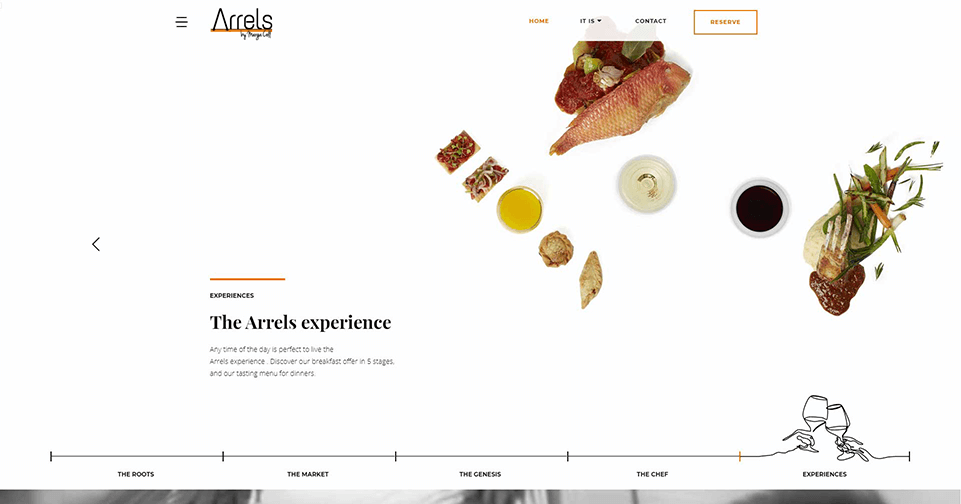 Arrels
by Marga Coll
HOME
IT IS
CONTACT
RESERVE
EXPERIENCES
The Arrels experience
Any time of the day is perfect to live the
Arrels experience . Discover our breakfast offer in 5 stages,
and our tasting menu for dinners.
THE ROOTS
THE MARKET
THE GENESIS
THE CHEF
EXPERIENCES